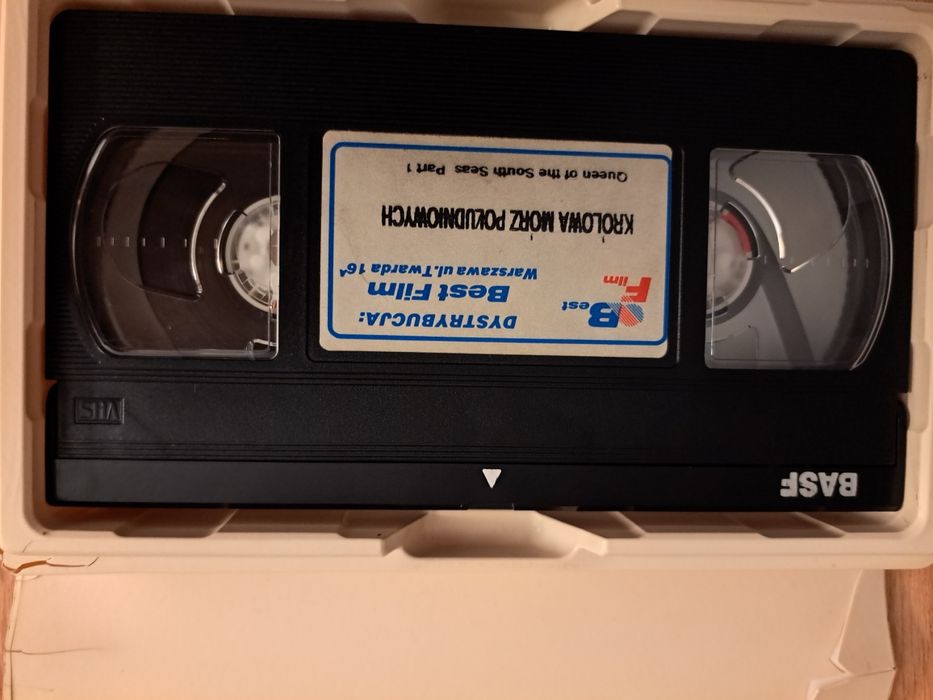 BASF
VHS
Best
Film
DYSTRYBUCJA:
Best Film
Warszawa ul.Twarda 16A
KRÓLOWA MÓRZ POŁUDNIOWYCH
Queen of the South Seas Part 1